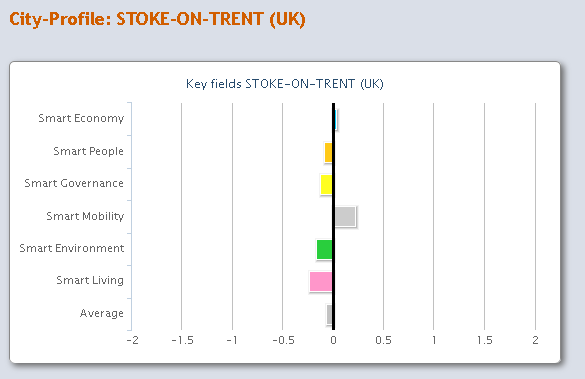 City-Profile: STOKE-ON-TRENT (UK)
Key fields STOKE-ON-TRENT (UK)
Smart Economy
Smart People
Smart Governance
Smart Mobility
Smart Environment
Smart Living
Average
-2 -1.5 -1 -0.5 0 0.5 1 1.5 2